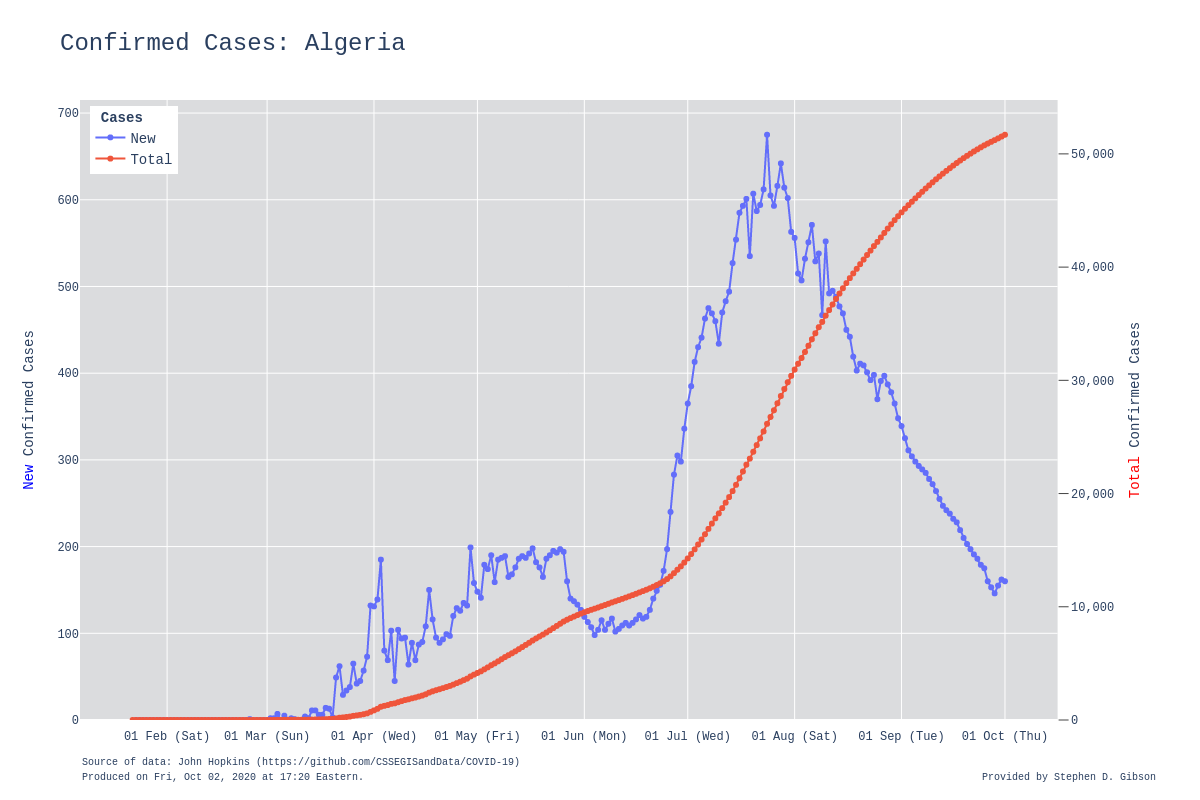 Confirmed Cases: Algeria
Cases
New
Total
700
600
500
400
300
200
100
0
50,000
40,000
30,000
20,000
10,000
0
New Confirmed Cases
Total Confirmed Cases
01 Feb (Sat) 01 Mar (Sun) 01 Apr (Wed) 01 May (Fri) 01 Jun (Mon) 01 Jul (Wed) 01 Aug (Sat) 01 Sep (Tue) 01 Oct (Thu)
Source of data: John Hopkins (https://github.com/CSSEGISandData/COVID-19)
Produced on Fri, Oct 02, 2020 at 17:20 Eastern.
Provided by Stephen D. Gibson